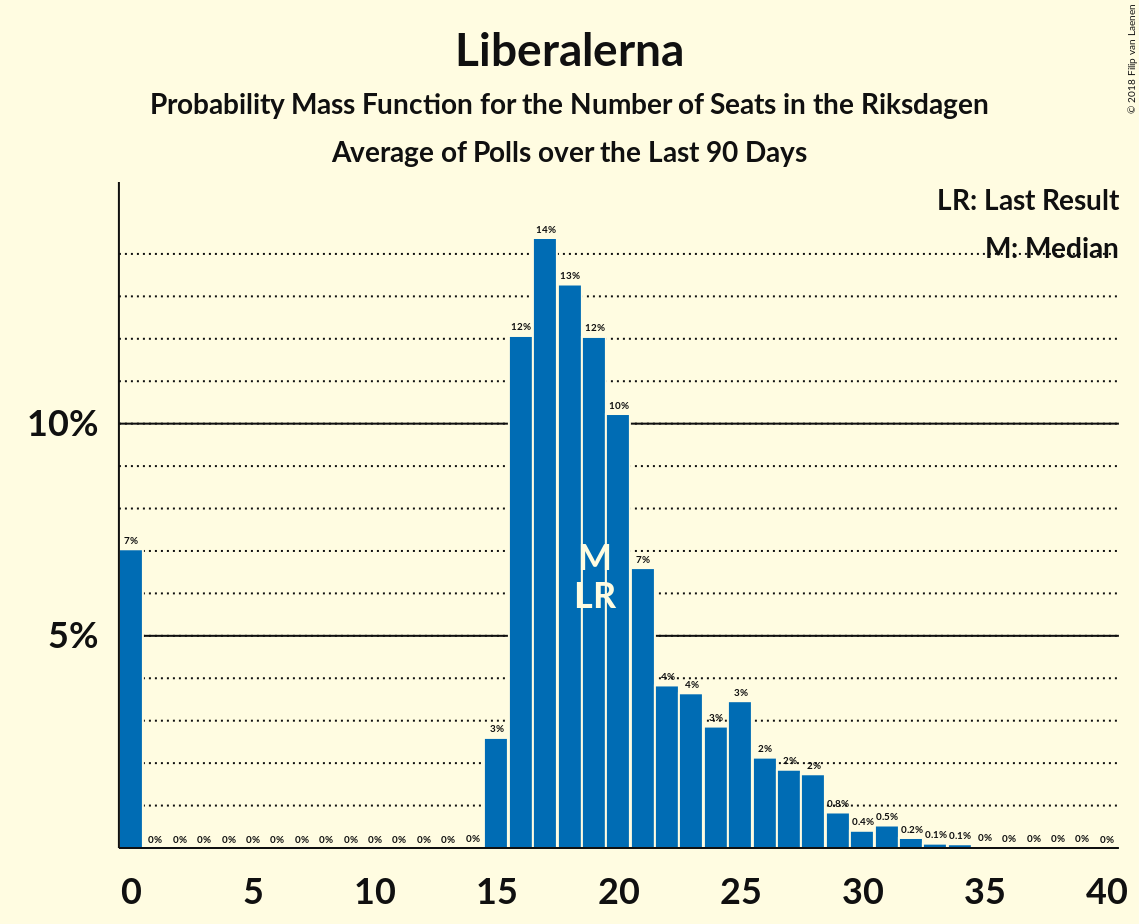 © 2018 Filip van Laenen
Liberalerna
Probability Mass Function for the Number of Seats in the Riksdagen
Average of Polls over the Last 90 Days
LR: Last Result
M: Median
10%
5%
7% 0% 0% 0% 0% 0% 0% 0% 0% 0% 0% 0% 0% 0% 0% 3% 12% 14% 13% 12% 10% 7% 4% 4% 3% 3% 2% 2% 2% 0.8% 0.4% 0.5% 0.2% 0.1% 0.1% 0% 0% 0% 0% 0% 0%
M
LR
0 5 10 15 20 25 30 35 40